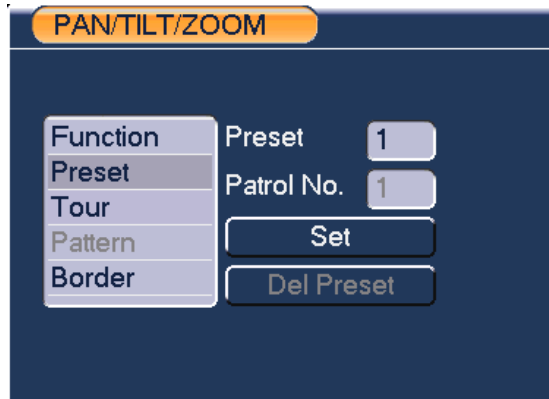 PAN/TILT/ZOOM
Function
Preset
Tour
Pattern
Border
Preset 1
Patrol No. 1
Set
Del Preset